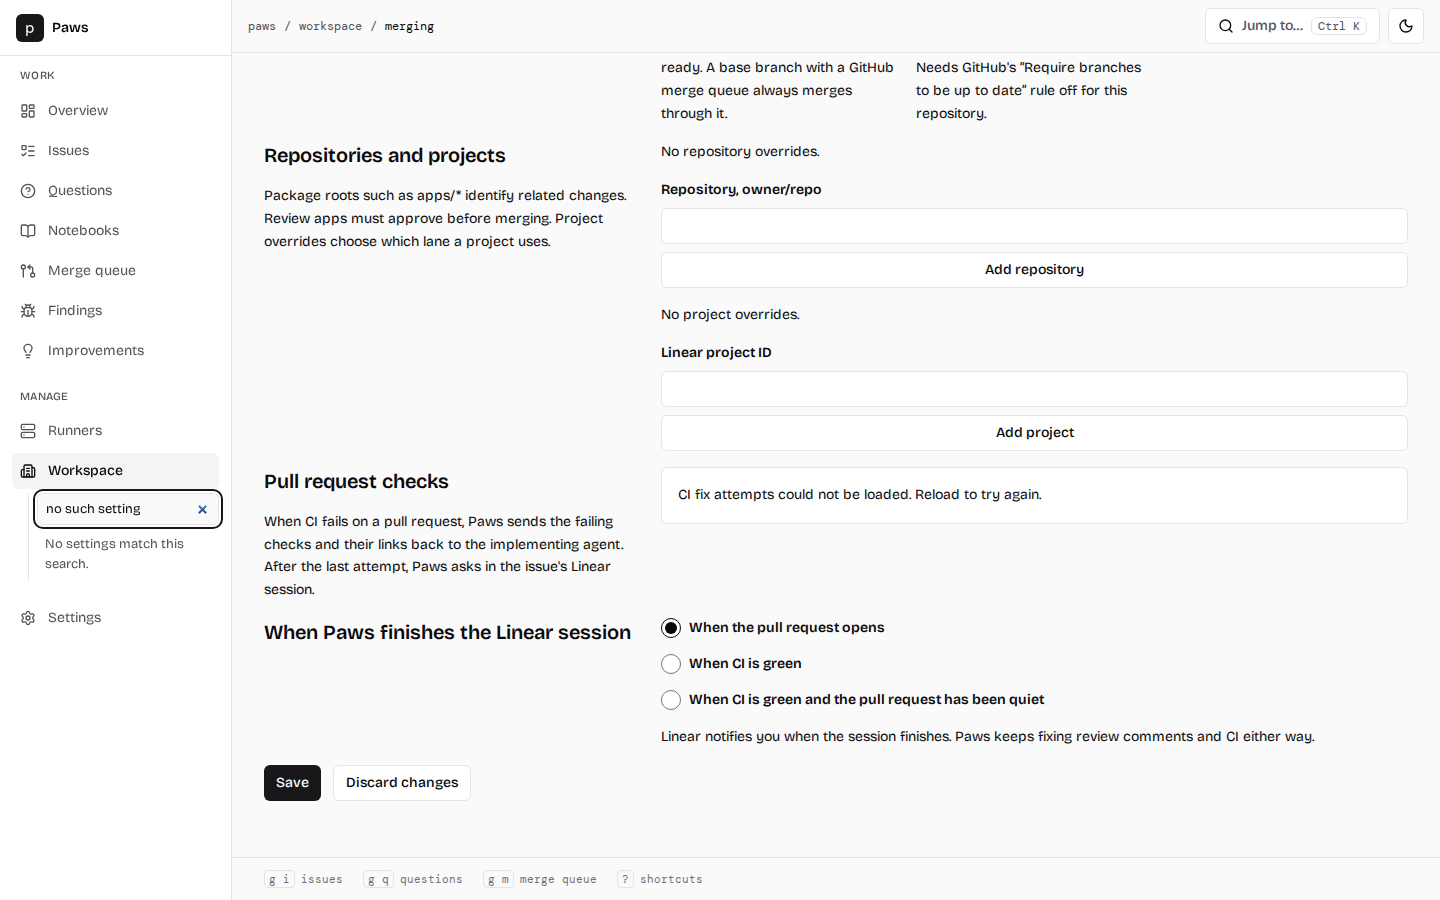 p Paws
WORK
Overview
Issues
Questions
Notebooks
Merge queue
Findings
Improvements
MANAGE
Runners
Workspace
no such setting
No settings match this
search.
Settings
paws / workspace / merging
Jump to... Ctrl K
ready. A base branch with a GitHub
merge queue always merges
through it.
Needs GitHub's "Require branches
to be up to date" rule off for this
repository.
Repositories and projects
Package roots such as apps/* identify related changes.
Review apps must approve before merging. Project
overrides choose which lane a project uses.
No repository overrides.
Repository, owner/repo
Add repository
No project overrides.
Linear project ID
Add project
Pull request checks
When CI fails on a pull request, Paws sends the failing
checks and their links back to the implementing agent.
After the last attempt, Paws asks in the issue's Linear
session.
CI fix attempts could not be loaded. Reload to try again.
When Paws finishes the Linear session
When the pull request opens
When CI is green
When CI is green and the pull request has been quiet
Linear notifies you when the session finishes. Paws keeps fixing review comments and CI either way.
Save
Discard changes
g i issues
g q questions
g m merge queue
? shortcuts